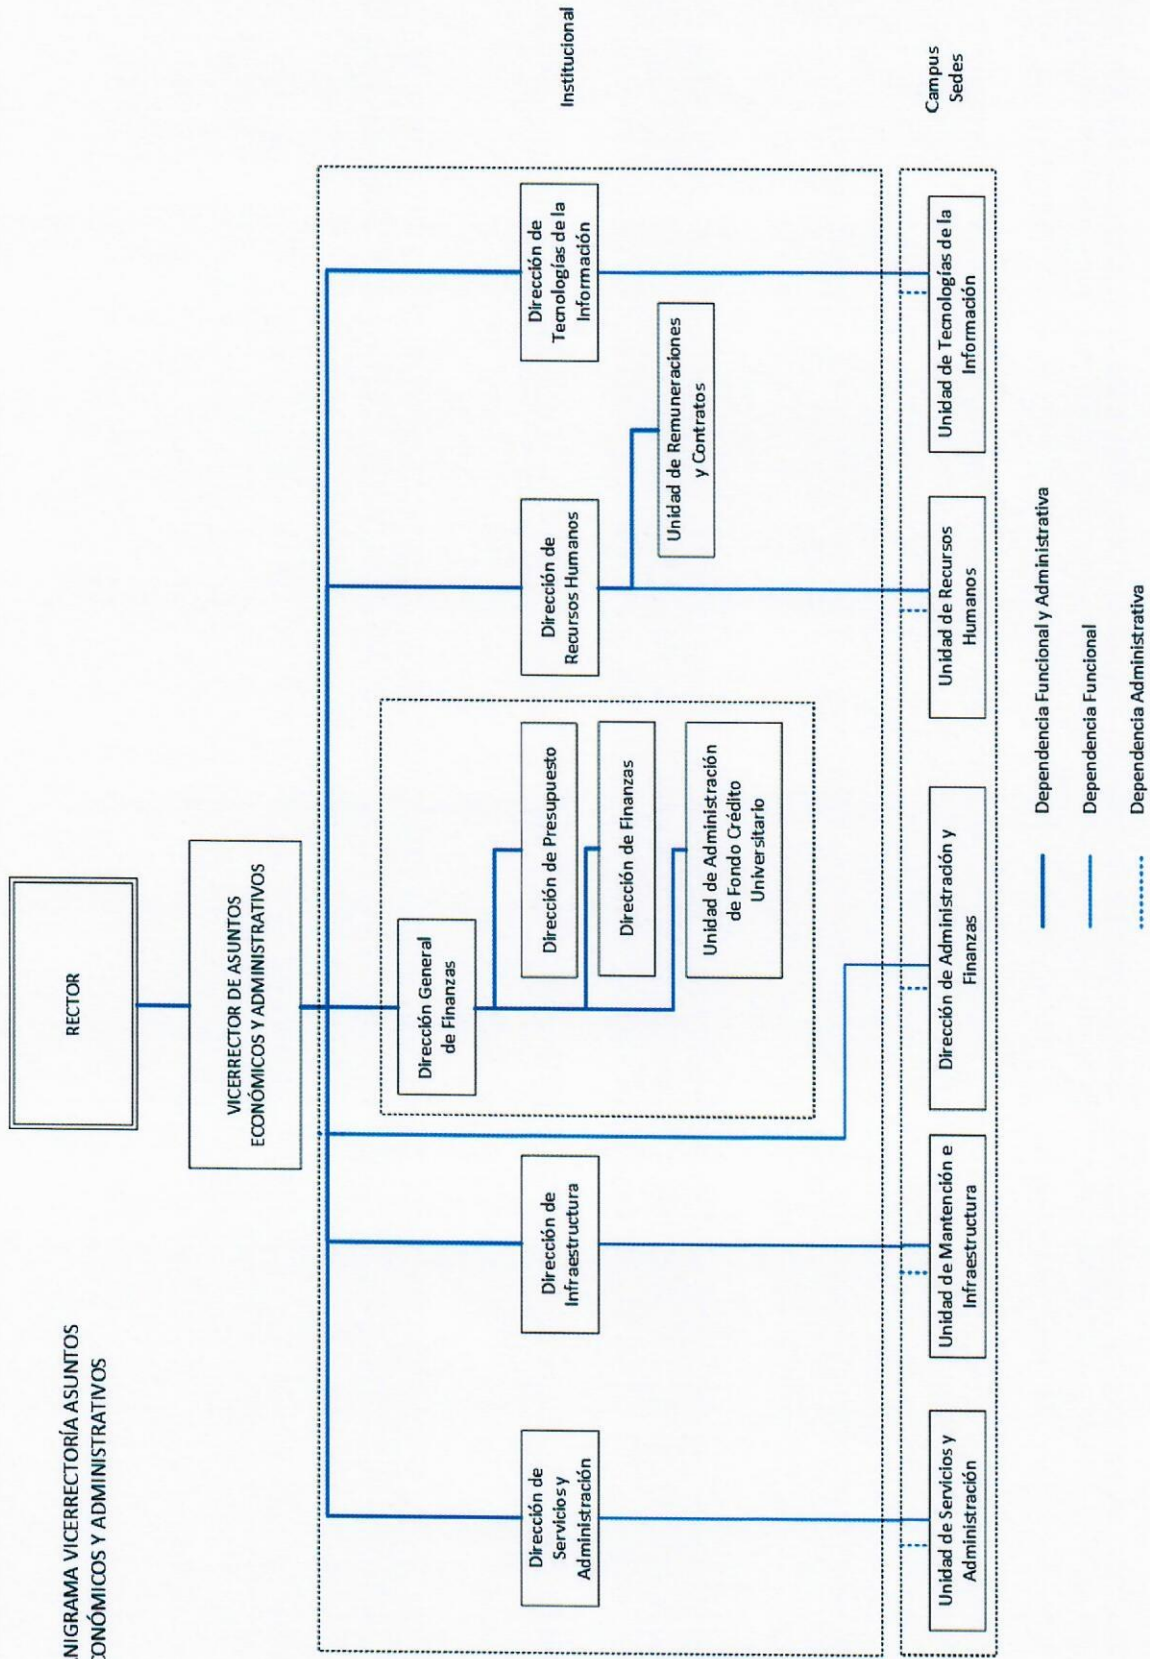 NIGRAMA VICERRECTORÍA ASUNTOS
CONÓMICOS Y ADMINISTRATIVOS
RECTOR
VICERRECTOR DE ASUNTOS
ECONÓMICOS Y ADMINISTRATIVOS
Institucional
Dirección General
de Finanzas
Dirección de
Servicios y
Administración
Dirección de
Infraestructura
Dirección de Presupuesto
Dirección de Finanzas
Unidad de Administración
de Fondo Crédito
Universitario
Dirección de
Recursos Humanos
Unidad de Remuneraciones
y Contratos
Dirección de
Tecnologías de la
Información
Campus
Sedes
Unidad de Servicios y
Administración
Unidad de Mantención e
Infraestructura
Dirección de Administración y
Finanzas
Unidad de Recursos
Humanos
Unidad de Tecnologías de la
Información
Dependencia Funcional y Administrativa
Dependencia Funcional
Dependencia Administrativa